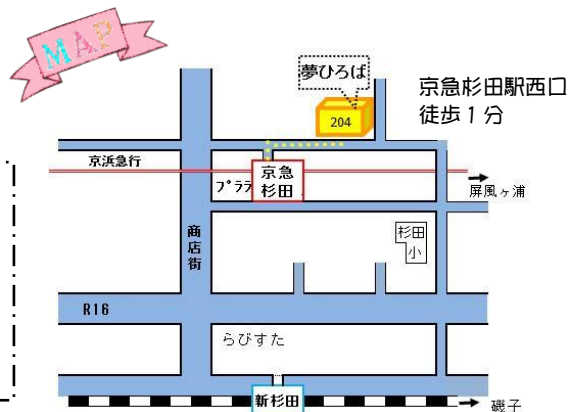 MAP
夢ひろば
204
京急杉田駅西口
徒歩1分
京浜急行
京急
杉田
プララ
屏風ヶ浦
商店街
杉田
小
R16
らびすた
新杉田
磯子